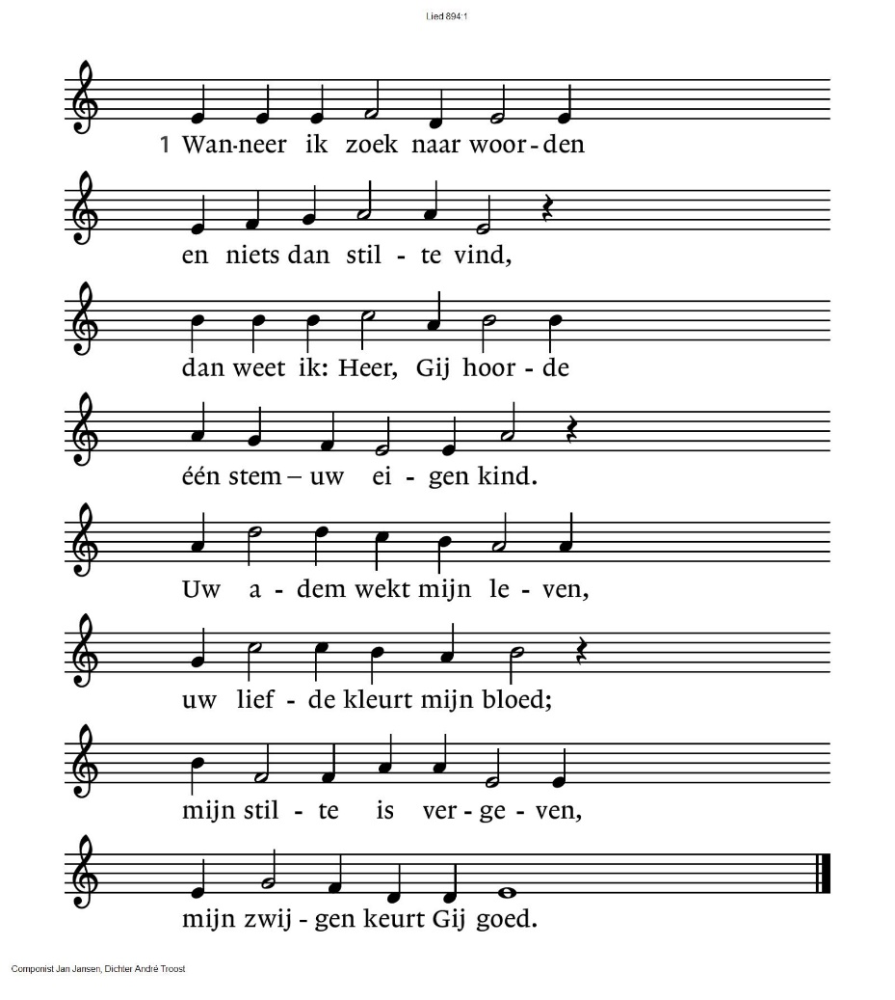 Lied 894:1
1 Wan-neer ik zoek naar woor-den
en niets dan stil - te vind,
dan weet ik: Heer, Gij hoor - de
één stem – uw ei - gen kind.
Uw a - dem wekt mijn le - ven,
uw lief - de kleurt mijn bloed;
mijn stil - te is ver - ge - ven,
mijn zwij - gen keurt Gij goed.
Componist Jan Jansen, Dichter André Troost